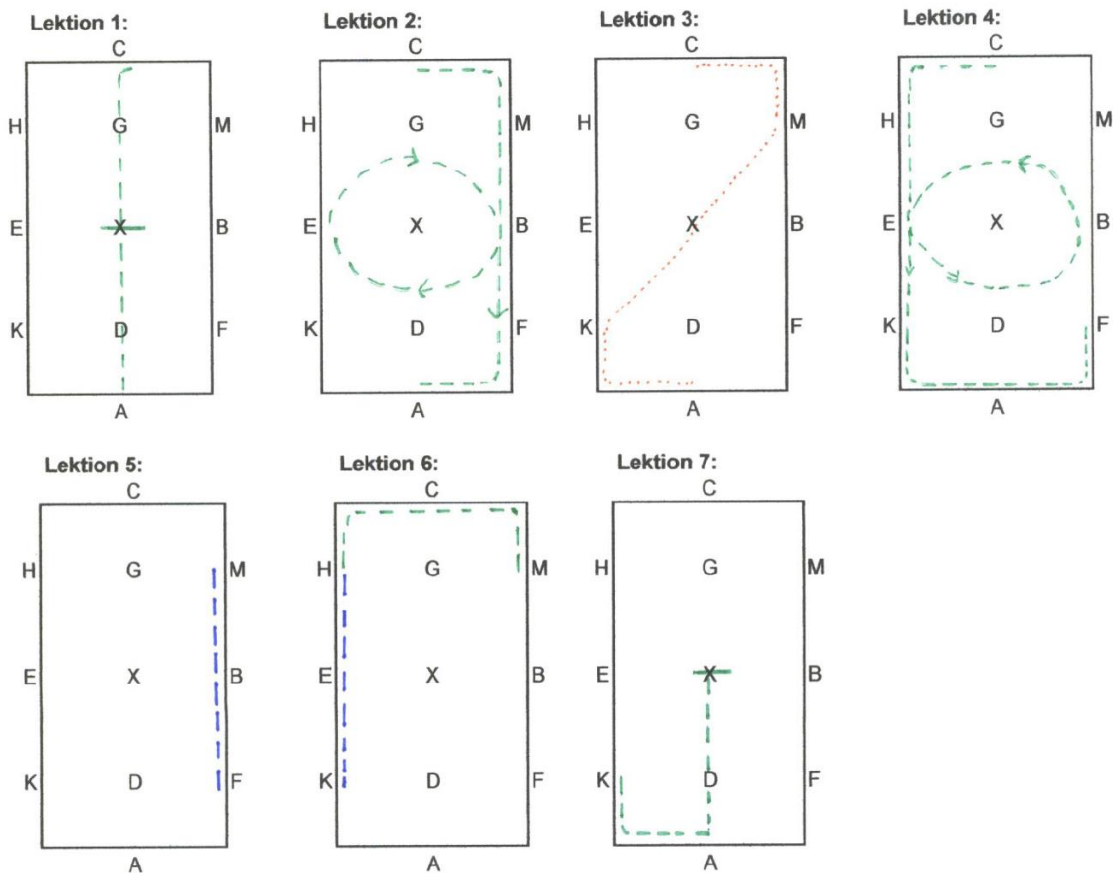 Lektion 1: Lektion 2: Lektion 3: Lektion 4:
C C C C
H G M H G M H G M H G M
E X B E X B E X B E X B
K D F K D F K D F K D F
A A A A
Lektion 5: Lektion 6: Lektion 7:
C C C
H G M H G M H G M
E X B E X B E X B
K D F K D F K D F
A A A